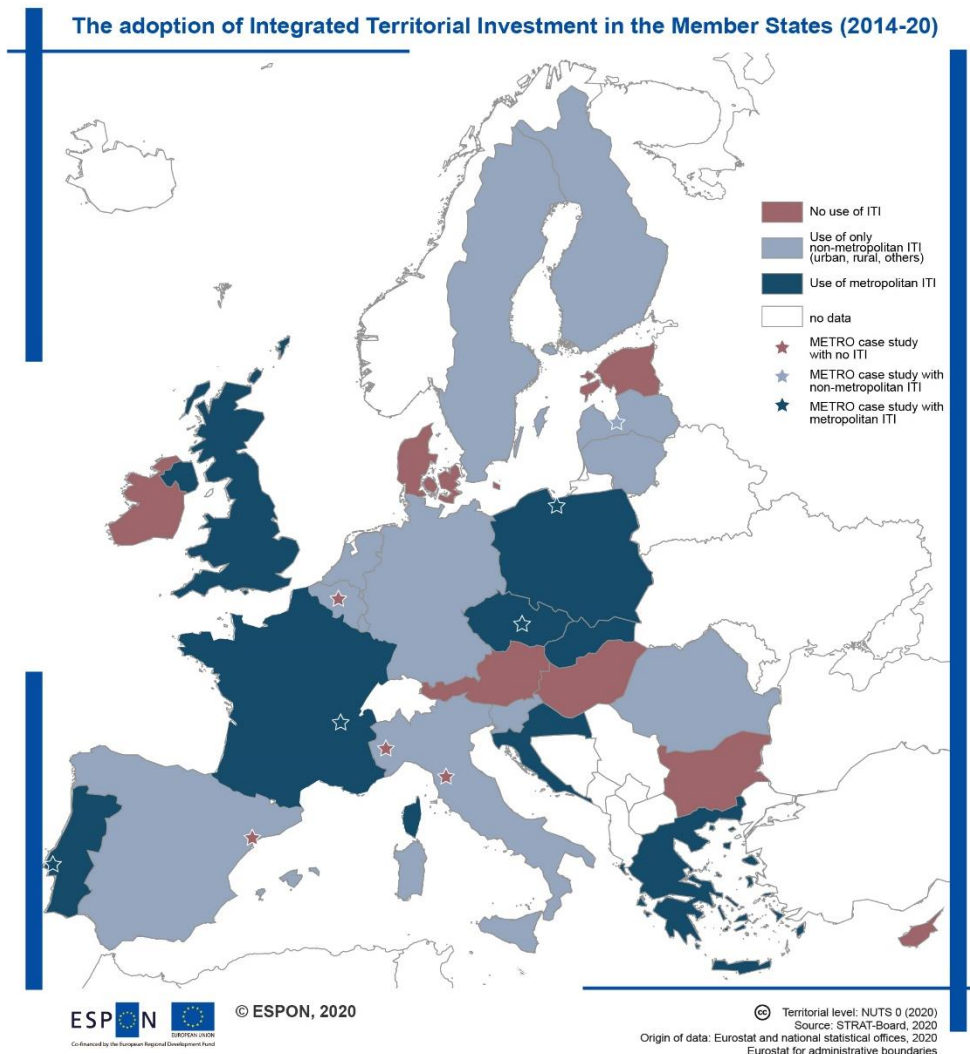 The adoption of Integrated Territorial Investment in the Member States (2014-20)
No use of ITI
Use of only
non-metropolitan ITI
(urban, rural, others)
Use of metropolitan ITI
no data
METRO case study
with no ITI
METRO case study with
non-metropolitan ITI
METRO case study with
metropolitan ITI
ESPON
EUROPEAN UNION
Co-financed by the European Regional Development Fund
© ESPON, 2020
cc Territorial level: NUTS 0 (2020)
Source: STRAT-Board, 2020
Origin of data: Eurostat and national statistical offices, 2020
Eurostat for administrative boundaries